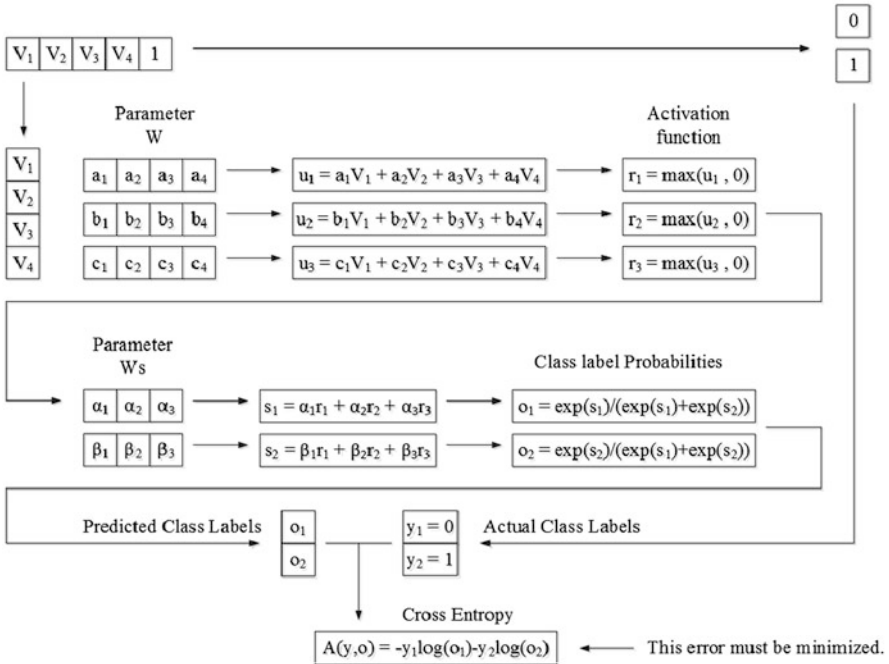 V₁ V₂ V₃ V₄ 1
0
1
Parameter
W
Activation
function
V₁
V₂
V₃
V₄
a₁ a₂ a₃ a₄
u₁ = a₁V₁ + a₂V₂ + a₃V₃ + a₄V₄
r₁ = max(u₁ , 0)
b₁ b₂ b₃ b₄
u₂ = b₁V₁ + b₂V₂ + b₃V₃ + b₄V₄
r₂ = max(u₂ , 0)
c₁ c₂ c₃ c₄
u₃ = c₁V₁ + c₂V₂ + c₃V₃ + c₄V₄
r₃ = max(u₃ , 0)
Parameter
Ws
Class label Probabilities
α₁ α₂ α₃
s₁ = α₁r₁ + α₂r₂ + α₃r₃
o₁ = exp(s₁)/(exp(s₁)+exp(s₂))
β₁ β₂ β₃
s₂ = β₁r₁ + β₂r₂ + β₃r₃
o₂ = exp(s₂)/(exp(s₁)+exp(s₂))
Predicted Class Labels
o₁
o₂
y₁ = 0
y₂ = 1
Actual Class Labels
Cross Entropy
A(y,o) = -y₁log(o₁)-y₂log(o₂)
This error must be minimized.